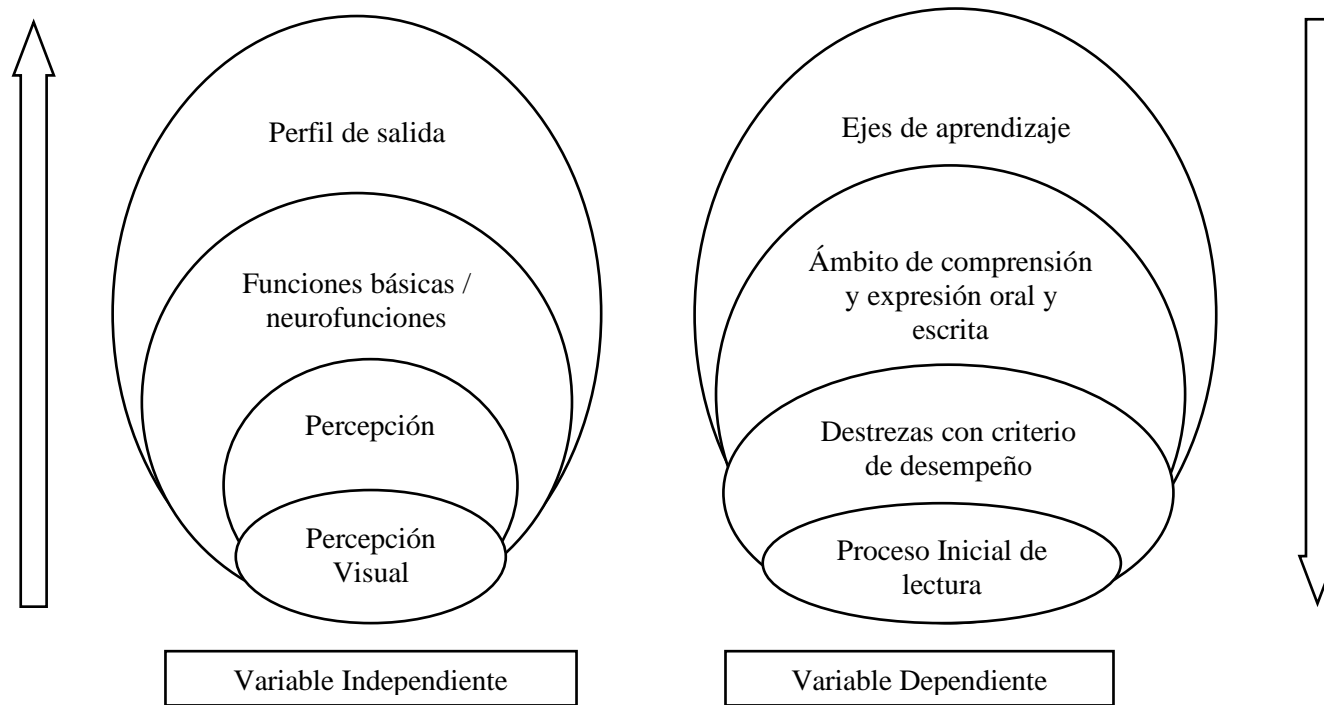 Perfil de salida
Funciones básicas /
neurofunciones
Percepción
Percepción
Visual
Variable Independiente
Ejes de aprendizaje
Ámbito de comprensión
y expresión oral y
escrita
Destrezas con criterio
de desempeño
Proceso Inicial de
lectura
Variable Dependiente